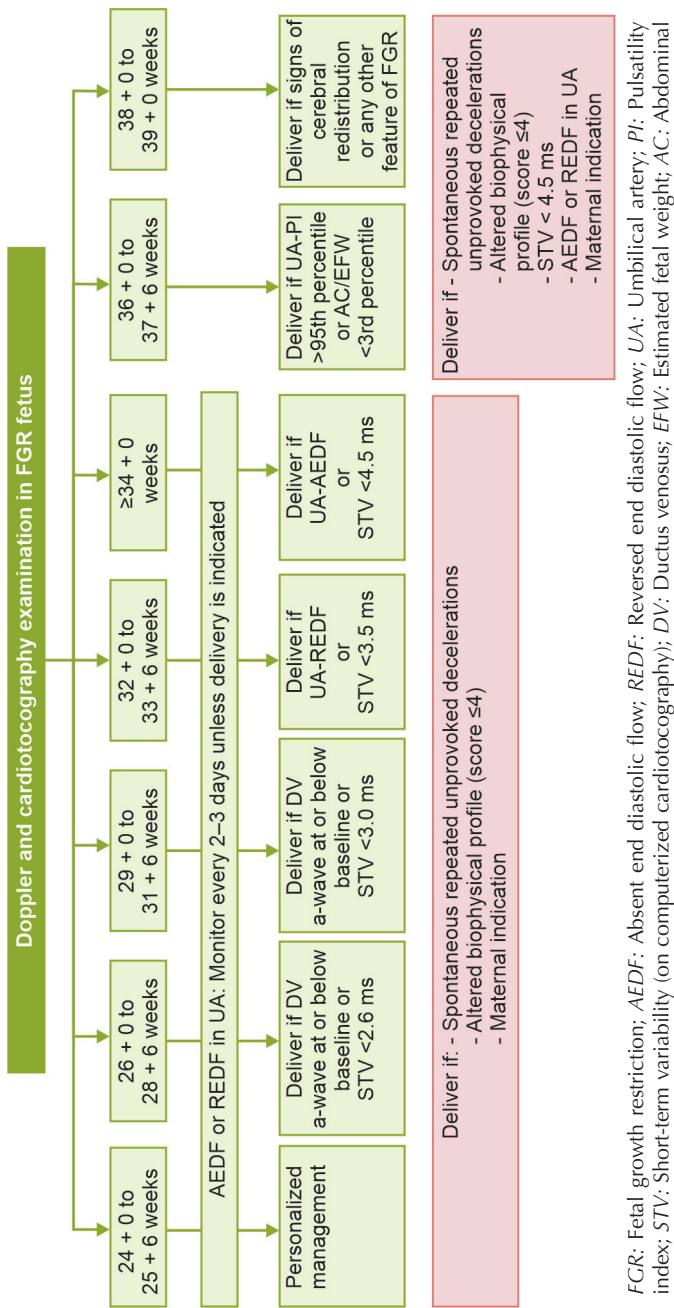 Doppler and cardiotocography examination in FGR fetus
24 + 0 to
25 + 6 weeks
26 + 0 to
28 + 6 weeks
29 + 0 to
31 + 6 weeks
32 + 0 to
33 + 6 weeks
≥34 + 0
weeks
36 + 0 to
37 + 6 weeks
38 + 0 to
39 + 0 weeks
AEDF or REDF in UA: Monitor every 2–3 days unless delivery is indicated
Personalized
management
Deliver if DV
a-wave at or below
baseline or
STV <2.6 ms
Deliver if DV
a-wave at or below
baseline or
STV <3.0 ms
Deliver if
UA-REDF
or
STV <3.5 ms
Deliver if
UA-AEDF
or
STV <4.5 ms
Deliver if UA-PI
>95th percentile
or AC/EFW
<3rd percentile
Deliver if signs of
cerebral
redistribution
or any other
feature of FGR
Deliver if: - Spontaneous repeated unprovoked decelerations
- Altered biophysical profile (score ≤4)
- Maternal indication
Deliver if - Spontaneous repeated
unprovoked decelerations
- Altered biophysical
profile (score ≤4)
- STV < 4.5 ms
- AEDF or REDF in UA
- Maternal indication
FGR: Fetal growth restriction; AEDF: Absent end diastolic flow; REDF: Reversed end diastolic flow; UA: Umbilical artery; PI: Pulsatility
index; STV: Short-term variability (on computerized cardiotocography); DV: Ductus venosus; EFW: Estimated fetal weight; AC: Abdominal